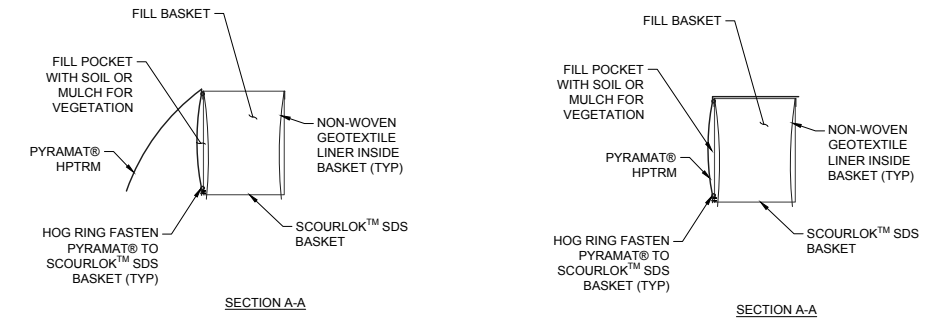 FILL BASKET
FILL POCKET
WITH SOIL OR
MULCH FOR
VEGETATION
PYRAMAT®
HPTRM
NON-WOVEN
GEOTEXTILE
LINER INSIDE
BASKET (TYP)
HOG RING FASTEN
PYRAMAT® TO
SCOURLOK™ SDS
BASKET (TYP)
SCOURLOK™ SDS
BASKET
SECTION A-A
FILL BASKET
FILL POCKET
WITH SOIL OR
MULCH FOR
VEGETATION
PYRAMAT®
HPTRM
NON-WOVEN
GEOTEXTILE
LINER INSIDE
BASKET (TYP)
HOG RING FASTEN
PYRAMAT® TO
SCOURLOK™ SDS
BASKET (TYP)
SCOURLOK™ SDS
BASKET
SECTION A-A